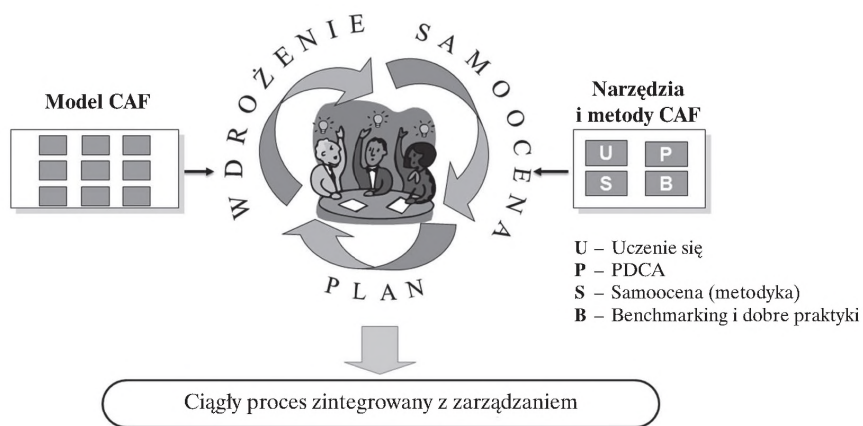 WDROŻENIE
SAMOOCENA
PLAN
Model CAF
Narzędzia
i metody CAF
U P
S B
U – Uczenie się
P – PDCA
S – Samoocena (metodyka)
B – Benchmarking i dobre praktyki
Ciągły proces zintegrowany z zarządzaniem